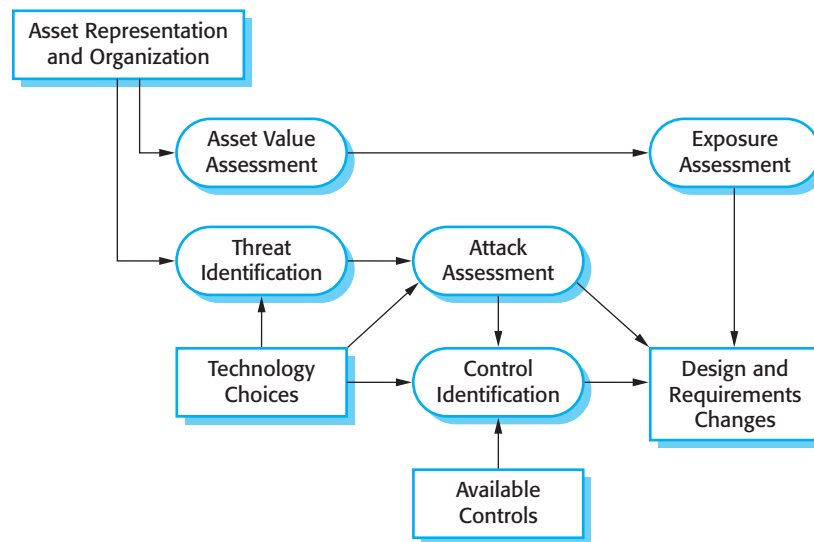 Asset Representation
and Organization
Asset Value
Assessment
Exposure
Assessment
Threat
Identification
Attack
Assessment
Technology
Choices
Control
Identification
Design and
Requirements
Changes
Available
Controls